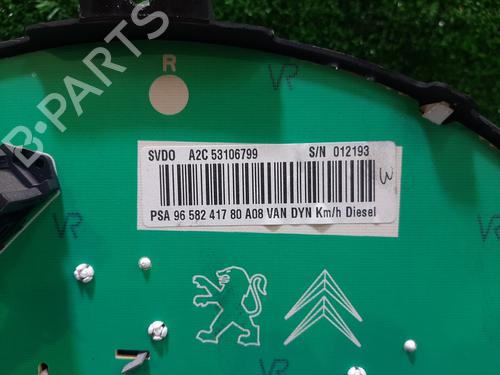 R
VR
SVDO A2C 53106799 S/N 012193
PSA 96 582 417 80 A08 VAN DYN Km/h Diesel
W
VR
VR
VR
B-PARTS